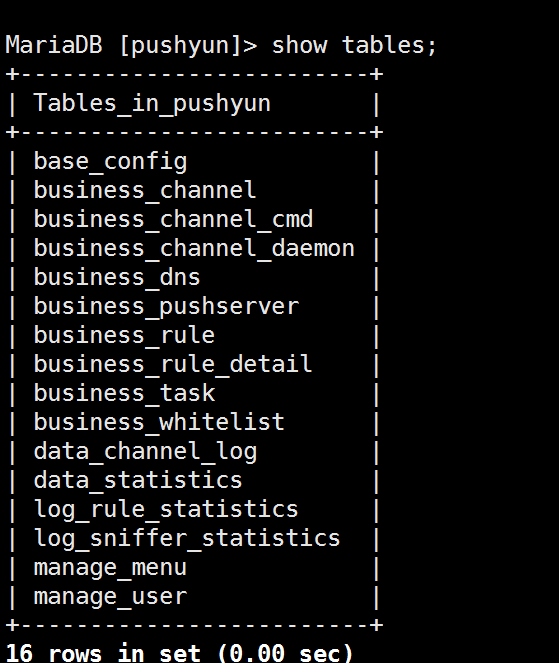 MariaDB [pushyun]> show tables;
+-------------------------+
| Tables_in_pushyun       |
+-------------------------+
| base_config             |
| business_channel        |
| business_channel_cmd    |
| business_channel_daemon |
| business_dns            |
| business_pushserver     |
| business_rule           |
| business_rule_detail    |
| business_task           |
| business_whitelist      |
| data_channel_log        |
| data_statistics         |
| log_rule_statistics     |
| log_sniffer_statistics  |
| manage_menu             |
| manage_user             |
+-------------------------+
16 rows in set (0.00 sec)